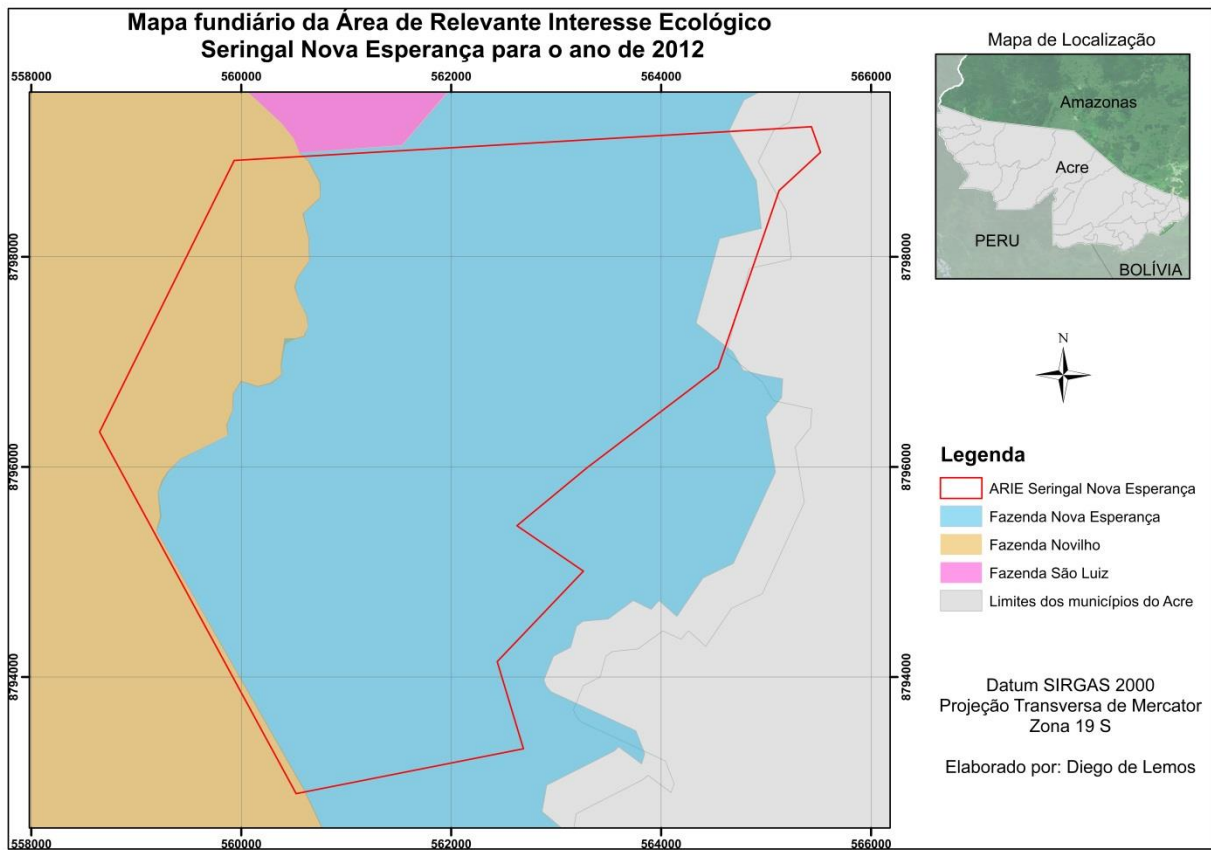 Mapa fundiário da Área de Relevante Interesse Ecológico
Seringal Nova Esperança para o ano de 2012
558000
560000
562000
564000
566000
8798000
8796000
8794000
8798000
8796000
8794000
558000
560000
562000
564000
566000
Mapa de Localização
Amazonas
Acre
PERU
BOLÍVIA
N
Legenda
ARIE Seringal Nova Esperança
Fazenda Nova Esperança
Fazenda Novilho
Fazenda São Luiz
Limites dos municípios do Acre
Datum SIRGAS 2000
Projeção Transversa de Mercator
Zona 19 S
Elaborado por: Diego de Lemos